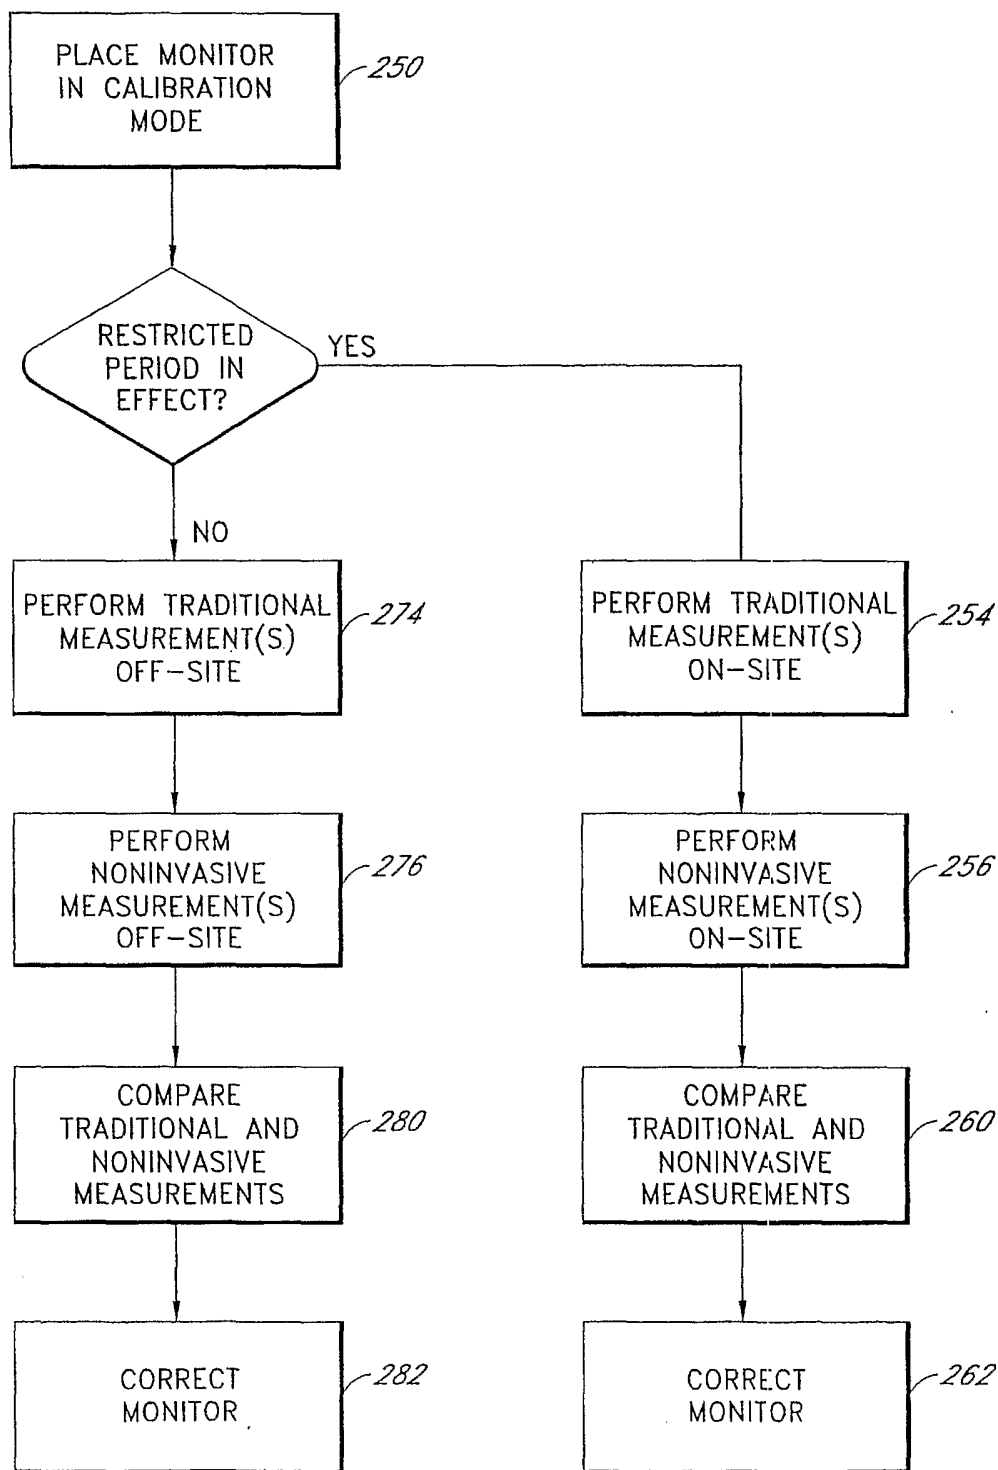 PLACE MONITOR
IN CALIBRATION
MODE
250
RESTRICTED
PERIOD IN
EFFECT?
YES
NO
PERFORM TRADITIONAL
MEASUREMENT(S)
OFF-SITE
274
PERFORM TRADITIONAL
MEASUREMENT(S)
ON-SITE
254
PERFORM
NONINVASIVE
MEASUREMENT(S)
OFF-SITE
276
PERFORM
NONINVASIVE
MEASUREMENT(S)
ON-SITE
256
COMPARE
TRADITIONAL AND
NONINVASIVE
MEASUREMENTS
280
COMPARE
TRADITIONAL AND
NONINVASIVE
MEASUREMENTS
260
CORRECT
MONITOR
282
CORRECT
MONITOR
262